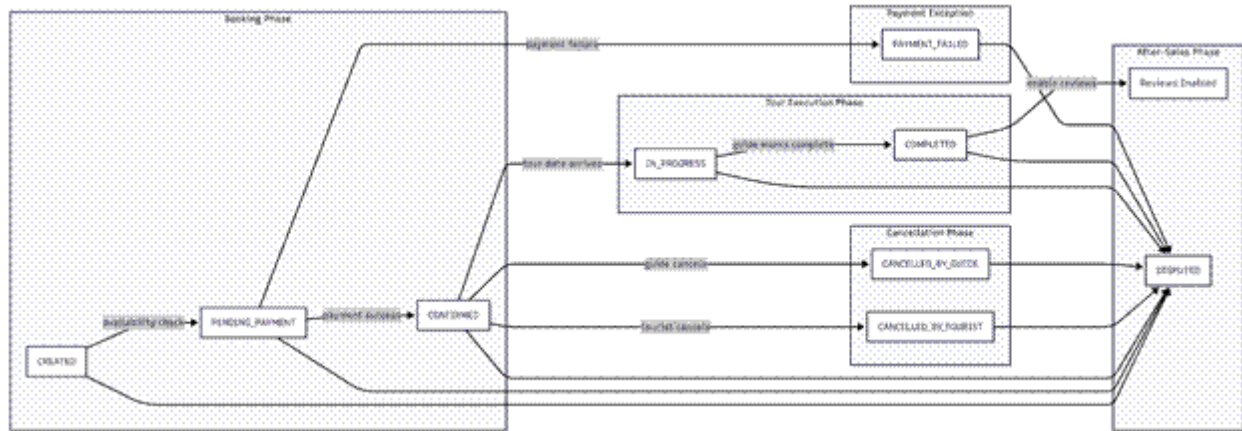 Booking Phase
Payment Exception
payment failure
PAYMENT_FAILED
After-Sales Phase
enable reviews
Reviews Enabled
Tour Execution Phase
guide marks complete
COMPLETED
tour date arrives
IN_PROGRESS
Cancellation Phase
guide cancels
CANCELLED_BY_GUIDE
DISPUTED
availability check
PENDING_PAYMENT
payment success
CONFIRMED
tourist cancels
CANCELLED_BY_TOURIST
CREATED